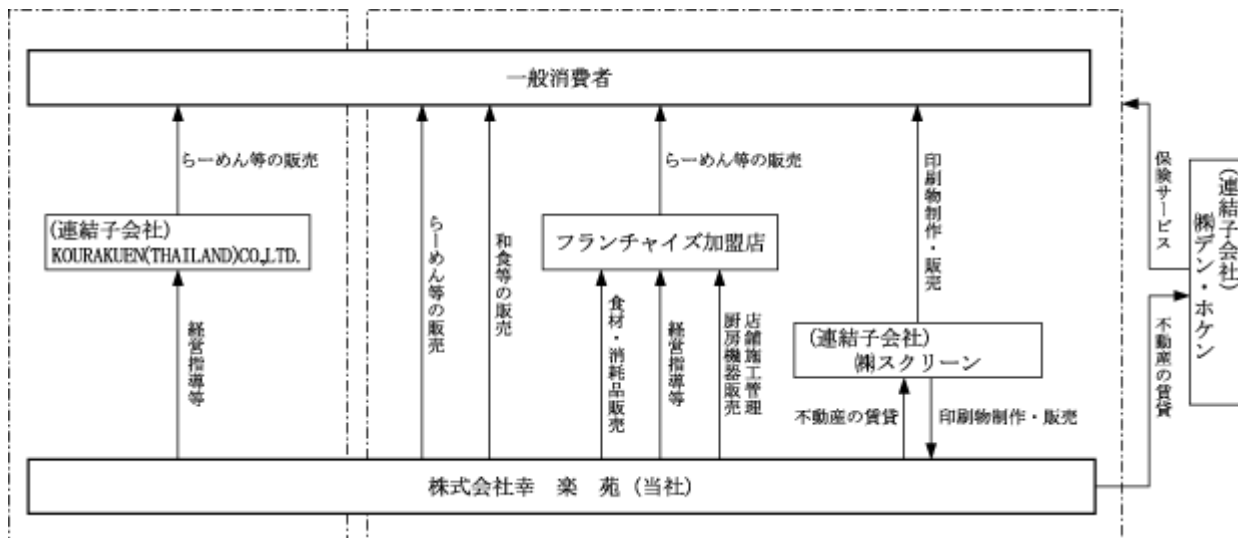 一般消費者
らーめん等の販売
(連結子会社)
KOURAKUEN(THAILAND)CO.,LTD.
経営指導等
らーめん等の販売
和食等の販売
らーめん等の販売
フランチャイズ加盟店
食材・消耗品販売
経営指導等
店舗施工管理
厨房機器販売
印刷物制作・販売
(連結子会社)
㈱スクリーン
不動産の賃貸
印刷物制作・販売
保険サービス
(連結子会社)
㈱デン・ホケン
不動産の賃貸
株式会社幸 楽 苑 (当社)